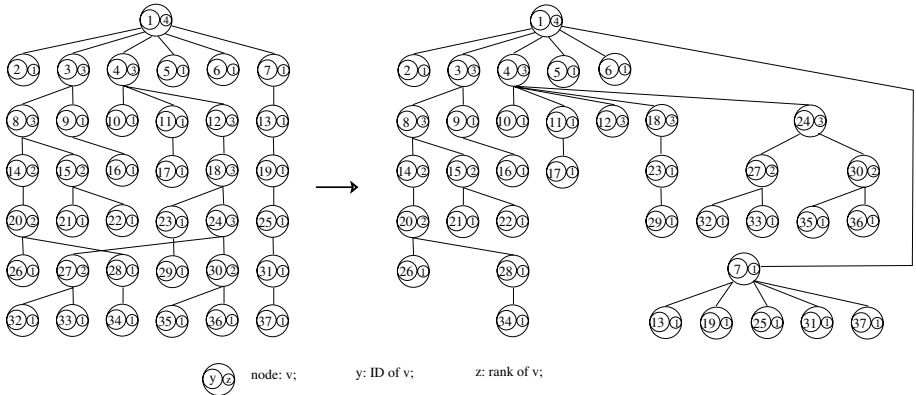 1 4 1 4
2 1 3 3 4 3 5 1 6 1 7 1 2 1 3 3 4 3 5 1 6 1
8 3 9 1 10 1 11 1 12 3 13 1 8 3 9 1 10 1 11 1 12 3 18 3 24 3
14 2 15 2 16 1 17 1 18 3 19 1 14 2 15 2 16 1 17 1 23 1 27 2 30 2
20 2 21 1 22 1 23 1 24 3 25 1 20 2 21 1 22 1 29 1 32 1 33 1 35 1 36 1
26 1 27 2 28 1 29 1 30 2 31 1 26 1 28 1 7 1
32 1 33 1 34 1 35 1 36 1 37 1 34 1 13 1 19 1 25 1 31 1 37 1
y z node: v; y: ID of v; z: rank of v;